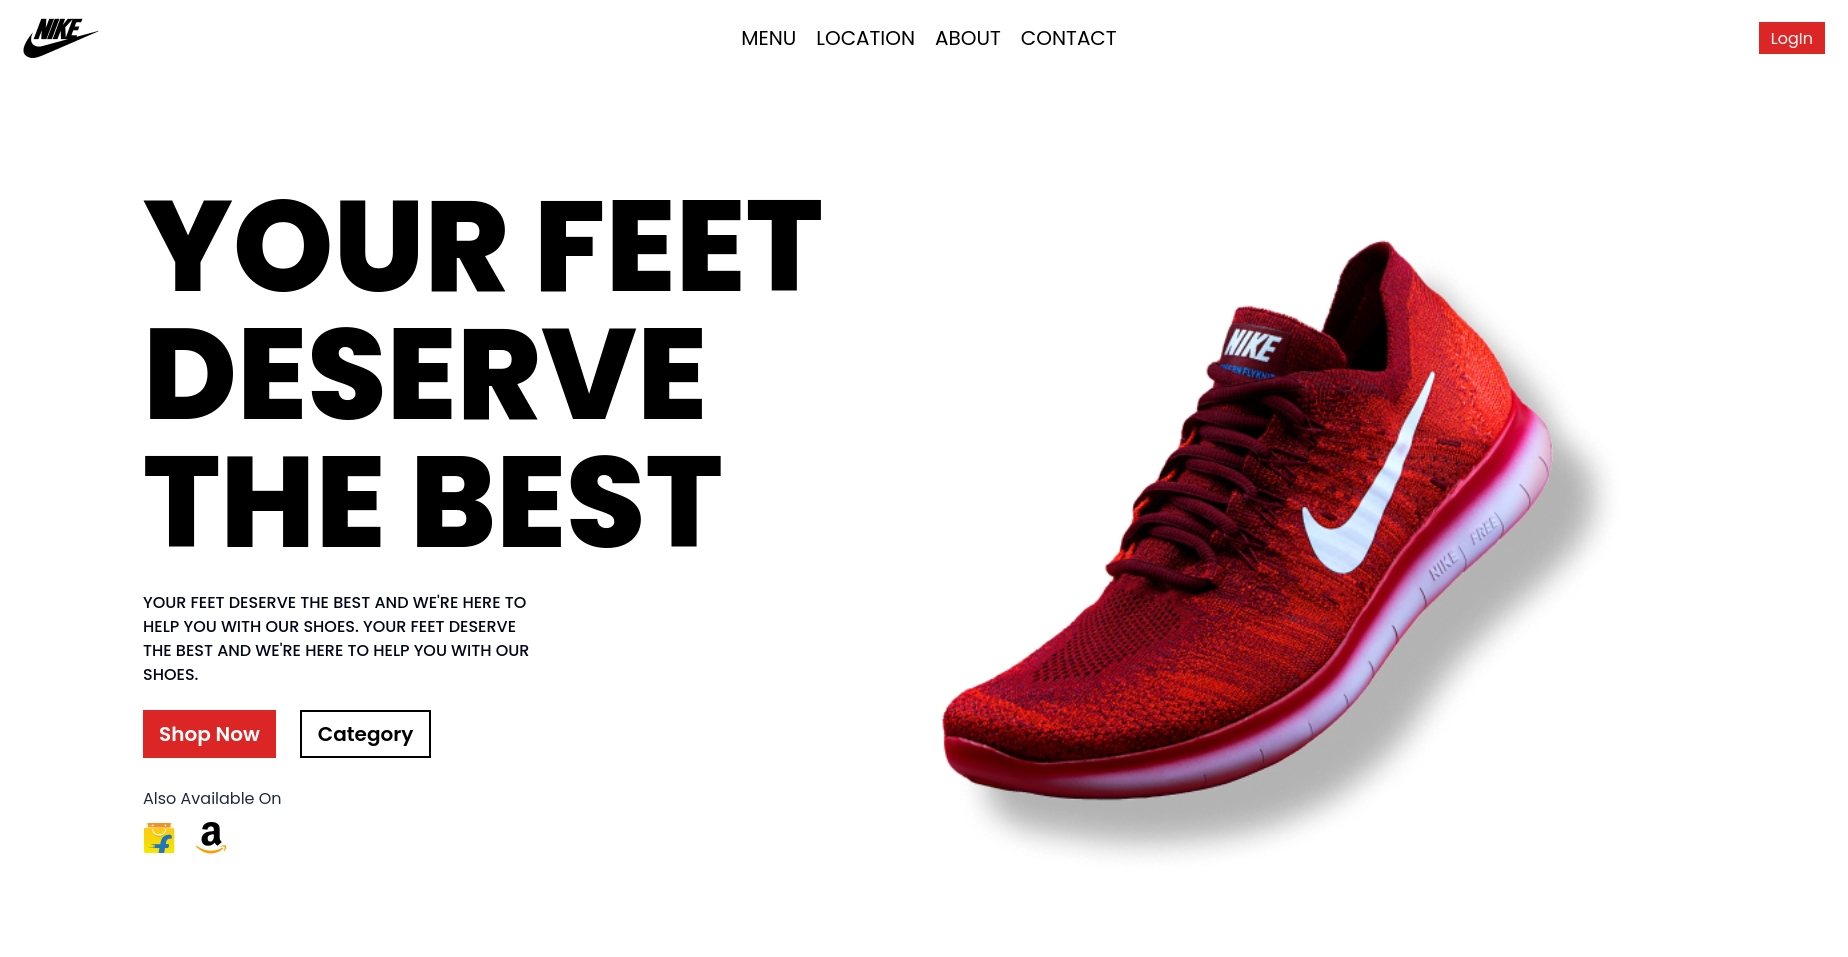 NIKE
MENU LOCATION ABOUT CONTACT
LogIn
YOUR FEET
DESERVE
THE BEST
YOUR FEET DESERVE THE BEST AND WE'RE HERE TO
HELP YOU WITH OUR SHOES. YOUR FEET DESERVE
THE BEST AND WE'RE HERE TO HELP YOU WITH OUR
SHOES.
Shop Now Category
Also Available On
f a
NIKE
FLYKNIT
NIKE FREE